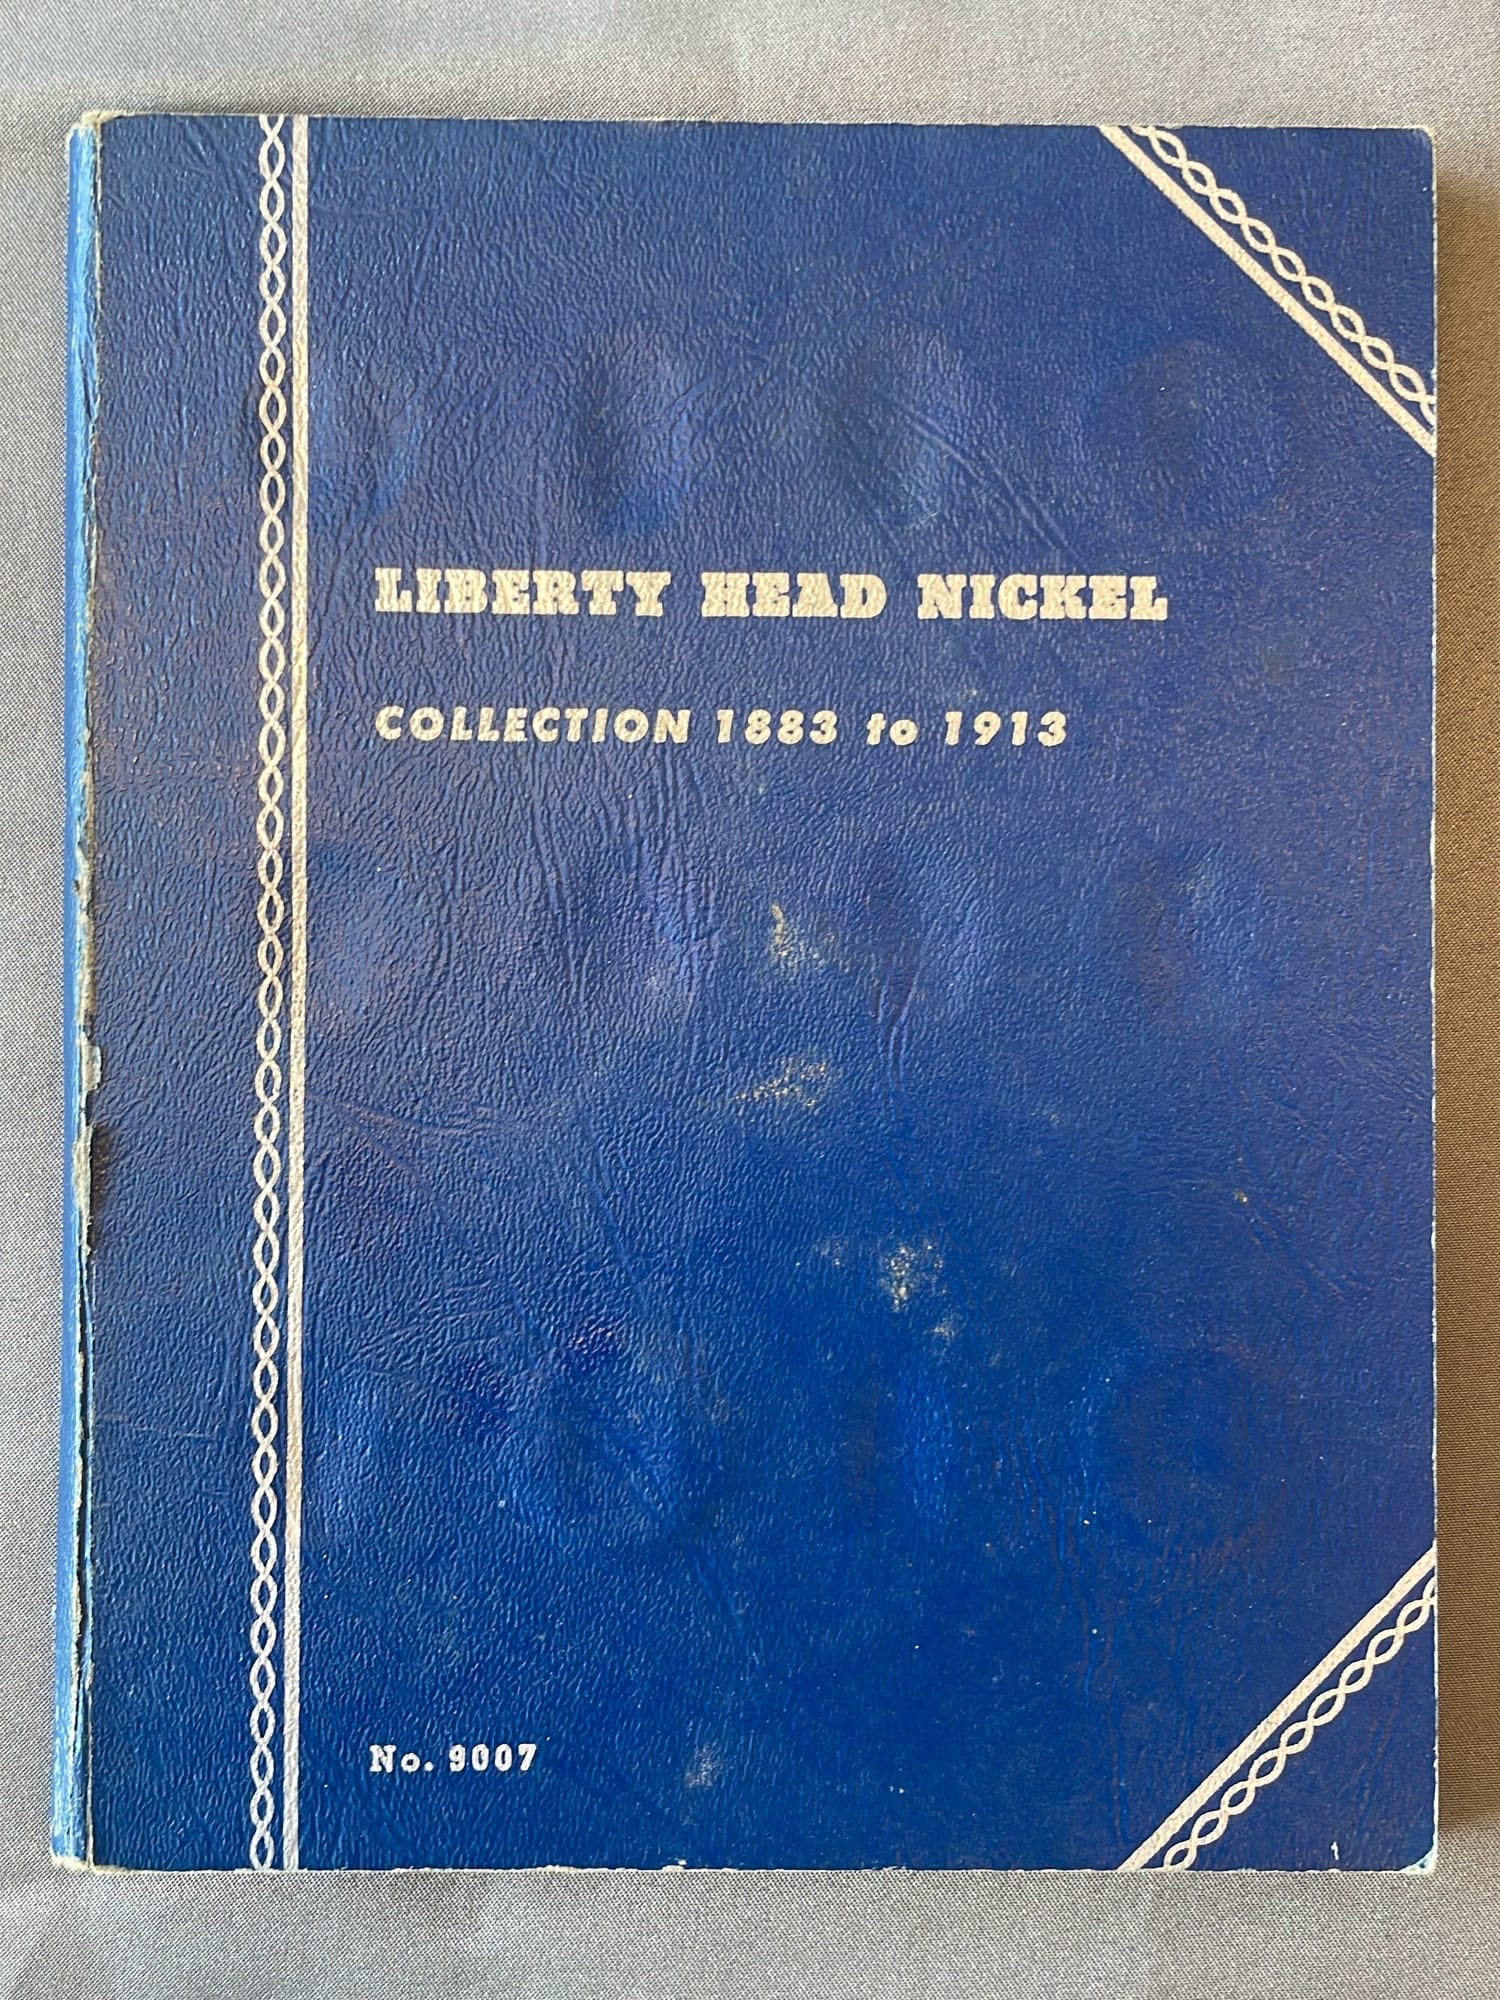 LIBERTY HEAD NICKEL
COLLECTION 1883 to 1913
No. 9007